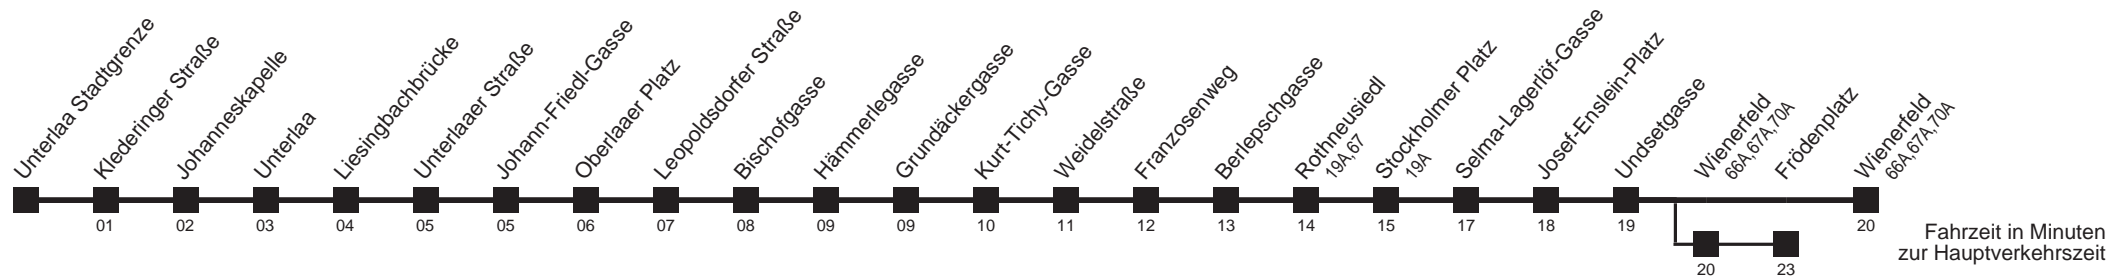 Unterlaa Stadtgrenze
Klederinger Straße
Johanneskapelle
Unterlaa
Liesingbachbrücke
Unterlaaer Straße
Johann-Friedl-Gasse
Oberlaaer Platz
Leopoldsdorfer Straße
Bischofgasse
Hämmerlegasse
Grundäckergasse
Kurt-Tichy-Gasse
Weidelstraße
Franzosenweg
Berlepschgasse
Rothneusiedl
19A,67
Stockholmer Platz
19A
Selma-Lagerlöf-Gasse
Josef-Enslein-Platz
Undsetgasse
Wienerfeld
66A,67A,70A
Frödenplatz
Wienerfeld
66A,67A,70A
01 02 03 04 05 05 06 07 08 09 09 10 11 12 13 14 15 17 18 19 20
Fahrzeit in Minuten
zur Hauptverkehrszeit
20 23